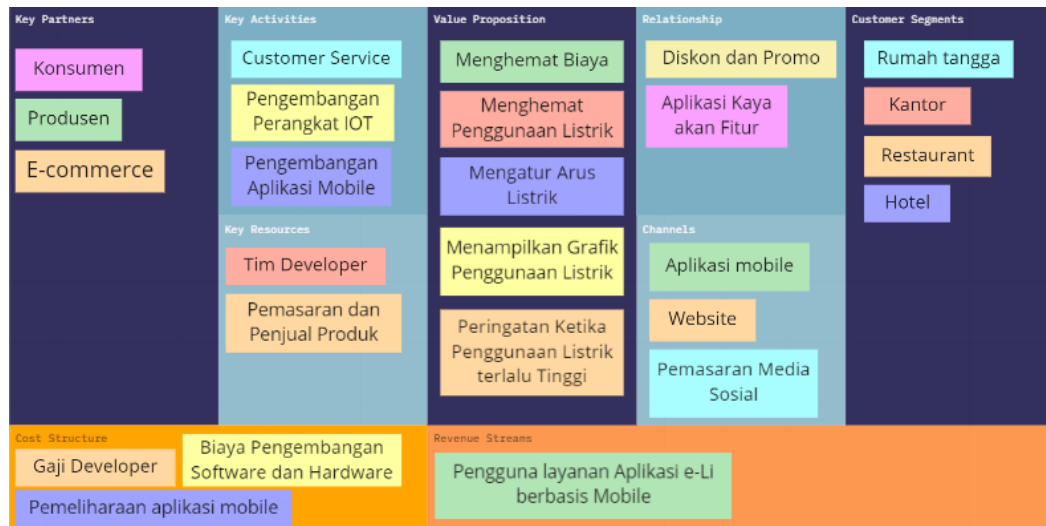 Key Partners
Konsumen
Produsen
E-commerce
Key Activities
Customer Service
Pengembangan
Perangkat IOT
Pengembangan
Aplikasi Mobile
Key Resources
Tim Developer
Pemasaran dan
Penjual Produk
Value Proposition
Menghemat Biaya
Menghemat
Penggunaan Listrik
Mengatur Arus
Listrik
Menampilkan Grafik
Penggunaan Listrik
Peringatan Ketika
Penggunaan Listrik
terlalu Tinggi
Relationship
Diskon dan Promo
Aplikasi Kaya
akan Fitur
Channels
Aplikasi mobile
Website
Pemasaran Media
Sosial
Customer Segments
Rumah tangga
Kantor
Restaurant
Hotel
Cost Structure
Gaji Developer
Biaya Pengembangan
Software dan Hardware
Pemeliharaan aplikasi mobile
Revenue Streams
Pengguna layanan Aplikasi e-Li
berbasis Mobile